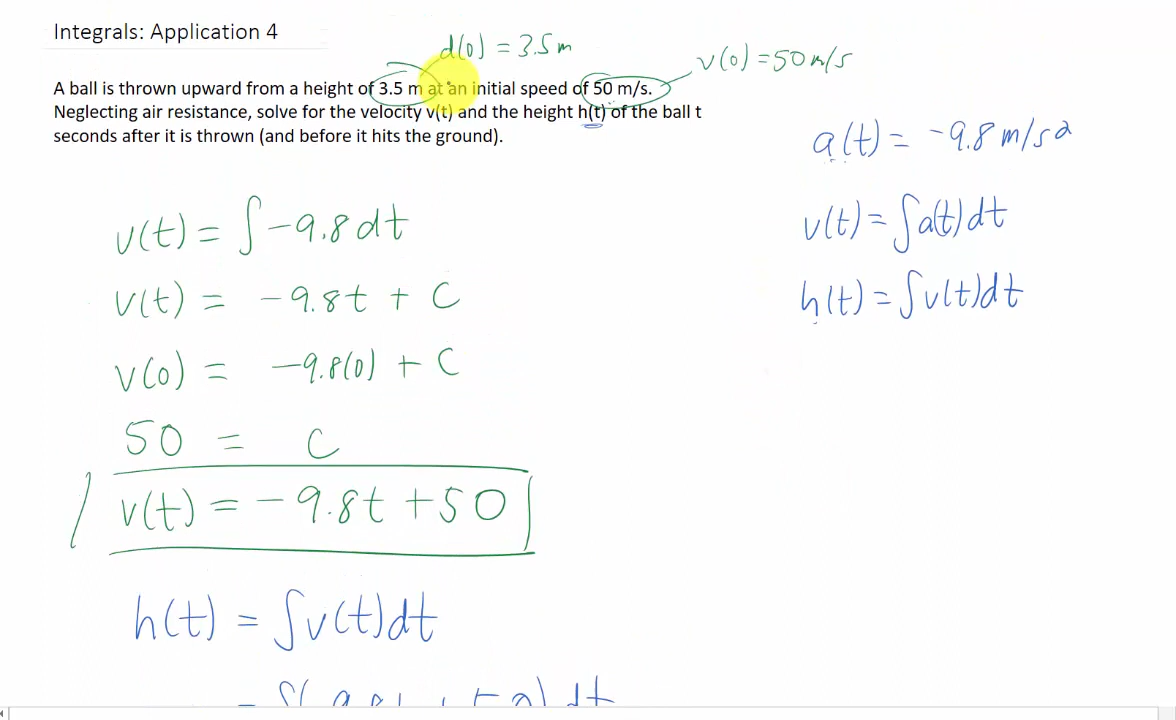 Integrals: Application 4
d(0) = 3.5 m
v(0) = 50 m/s
A ball is thrown upward from a height of 3.5 m at an initial speed of 50 m/s.
Neglecting air resistance, solve for the velocity v(t) and the height h(t) of the ball t
seconds after it is thrown (and before it hits the ground).
a(t) = -9.8 m/s2
v(t) = ∫a(t)dt
h(t) = ∫v(t)dt
v(t) = ∫-9.8dt
v(t) = -9.8t + C
v(0) = -9.8(0) + C
50 = C
v(t) = -9.8t + 50
h(t) = ∫v(t)dt